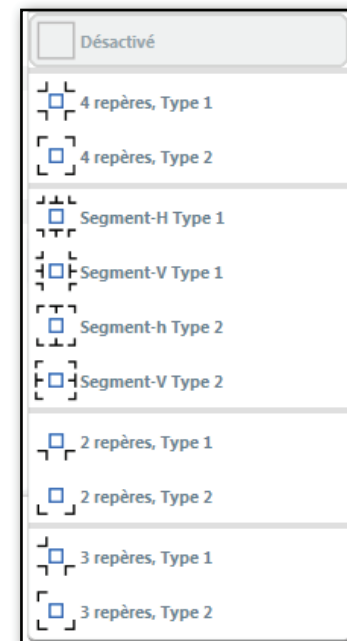 Désactivé
4 repères, Type 1
4 repères, Type 2
Segment-H Type 1
Segment-V Type 1
Segment-h Type 2
Segment-V Type 2
2 repères, Type 1
2 repères, Type 2
3 repères, Type 1
3 repères, Type 2